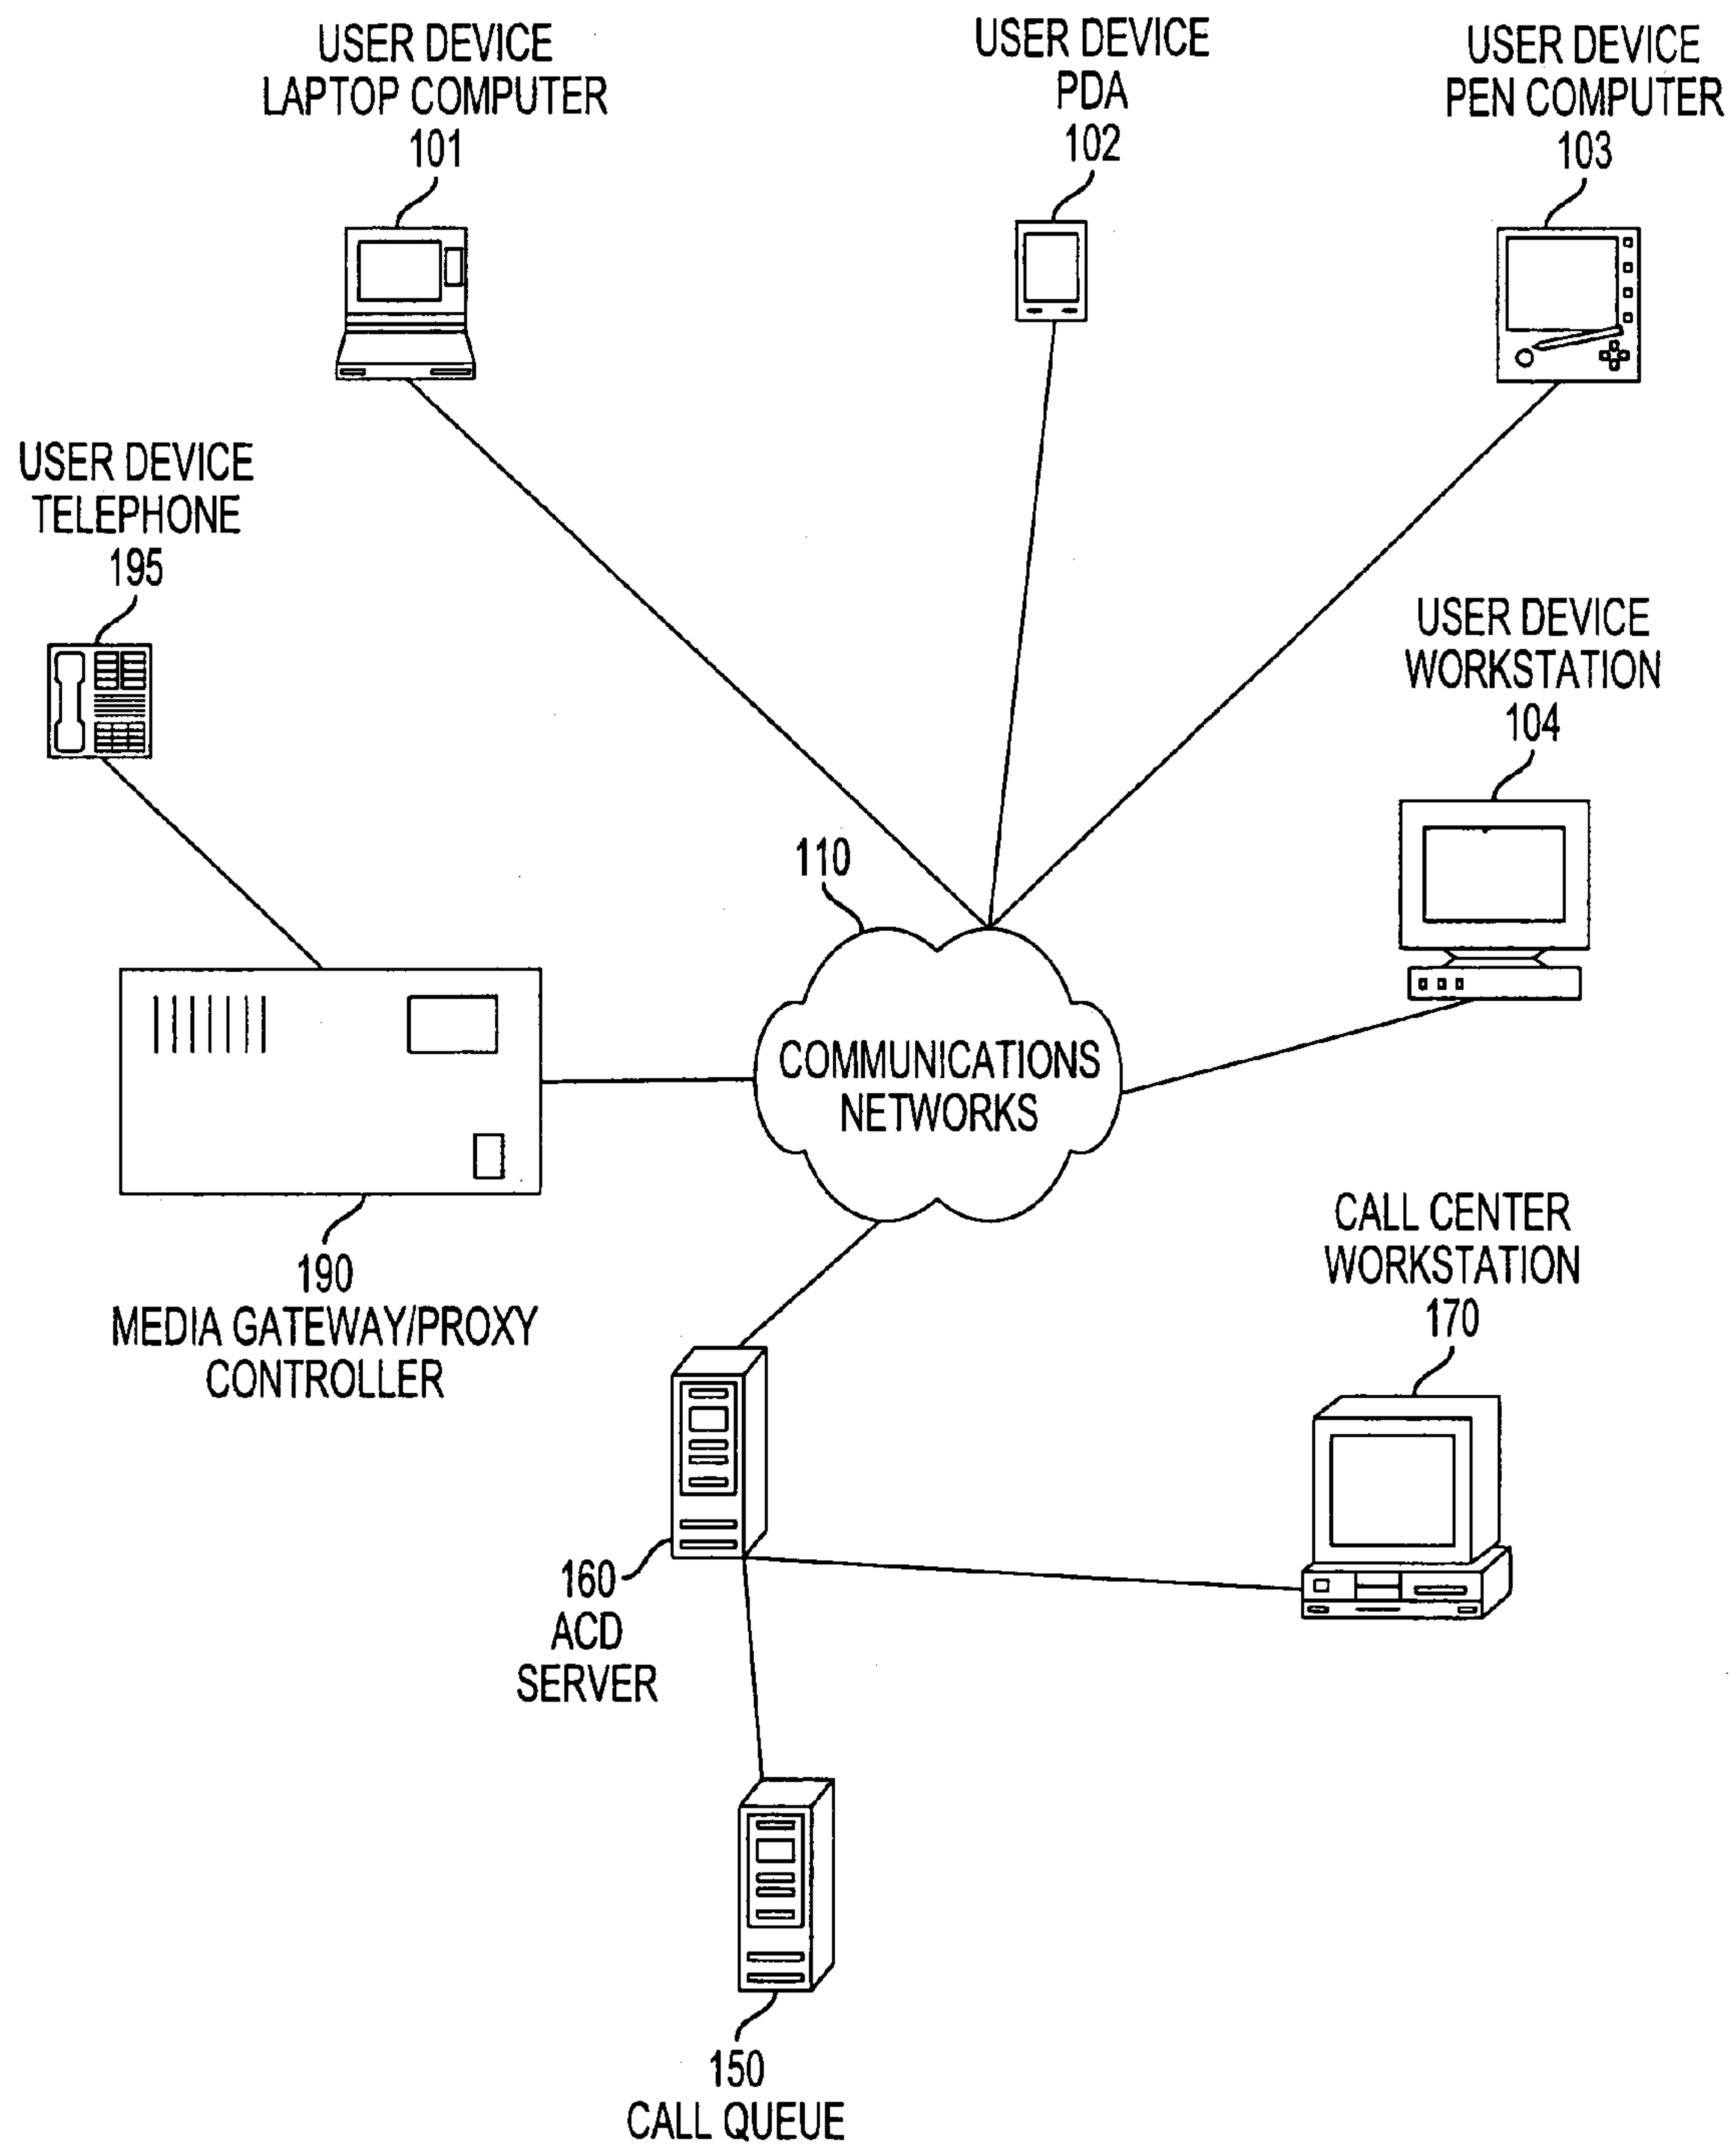 USER DEVICE
LAPTOP COMPUTER
101
USER DEVICE
PDA
102
USER DEVICE
PEN COMPUTER
103
USER DEVICE
TELEPHONE
195
USER DEVICE
WORKSTATION
104
110
COMMUNICATIONS
NETWORKS
190
MEDIA GATEWAY/PROXY
CONTROLLER
CALL CENTER
WORKSTATION
170
160
ACD
SERVER
150
CALL QUEUE